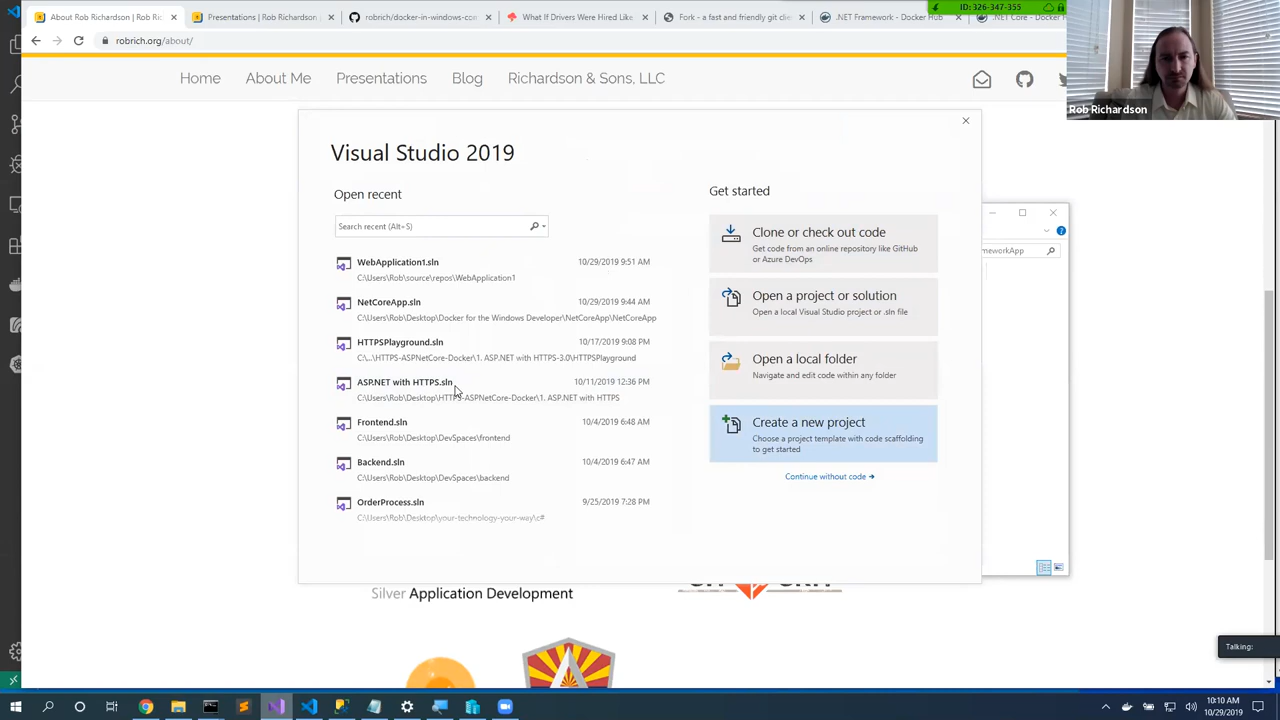 About Rob Richardson | Rob Ri
Presentations | Rob Richardson
robrich/docker-in-wind
What If Drivers Were Hired Like
Fork - a fast and friendly git clie
.NET Framework - Docker Hub
.NET Core - Docker H
ID: 326-347-355
robrich.org/about/
Home
About Me
Presentations
Blog
Richardson & Sons, LLC
Rob Richardson
Visual Studio 2019
Open recent
Search recent (Alt+S)
WebApplication1.sln 10/29/2019 9:51 AM
C:\Users\Rob\source\repos\WebApplication1
NetCoreApp.sln 10/29/2019 9:44 AM
C:\Users\Rob\Desktop\Docker for the Windows Developer\NetCoreApp\NetCoreApp
HTTPSPlayground.sln 10/17/2019 9:08 PM
C:\...\HTTPS-ASPNetCore-Docker\1. ASP.NET with HTTPS-3.0\HTTPSPlayground
ASP.NET with HTTPS.sln 10/11/2019 12:36 PM
C:\Users\Rob\Desktop\HTTPS-ASPNetCore-Docker\1. ASP.NET with HTTPS
Frontend.sln 10/4/2019 6:48 AM
C:\Users\Rob\Desktop\DevSpaces\frontend
Backend.sln 10/4/2019 6:47 AM
C:\Users\Rob\Desktop\DevSpaces\backend
OrderProcess.sln 9/25/2019 7:28 PM
C:\Users\Rob\Desktop\your-technology-your-way\c#
Get started
Clone or check out code
Get code from an online repository like GitHub
or Azure DevOps
Open a project or solution
Open a local Visual Studio project or .sln file
Open a local folder
Navigate and edit code within any folder
Create a new project
Choose a project template with code scaffolding
to get started
Continue without code →
meworkApp
Silver Application Development
Talking:
10:10 AM
10/29/2019